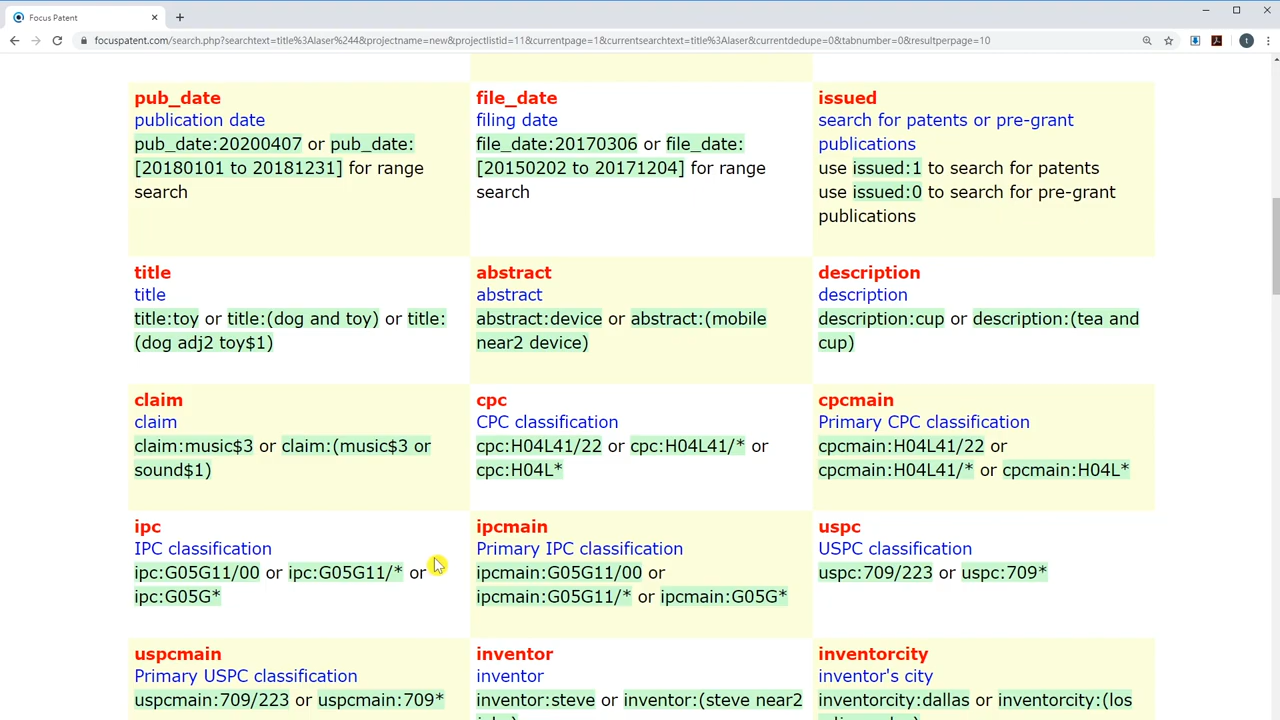 Focus Patent
focuspatent.com/search.php?searchtext=title%3Alaser%244&projectname=new&projectlistid=11&currentpage=1&currentsearchtext=title%3Alaser&currentdedupe=0&tabnumber=0&resultperpage=10
t
pub_date
publication date
pub_date:20200407 or pub_date:
[20180101 to 20181231] for range
search
file_date
filing date
file_date:20170306 or file_date:
[20150202 to 20171204] for range
search
issued
search for patents or pre-grant
publications
use issued:1 to search for patents
use issued:0 to search for pre-grant
publications
title
title
title:toy or title:(dog and toy) or title:
(dog adj2 toy$1)
abstract
abstract
abstract:device or abstract:(mobile
near2 device)
description
description
description:cup or description:(tea and
cup)
claim
claim
claim:music$3 or claim:(music$3 or
sound$1)
cpc
CPC classification
cpc:H04L41/22 or cpc:H04L41/* or
cpc:H04L*
cpcmain
Primary CPC classification
cpcmain:H04L41/22 or
cpcmain:H04L41/* or cpcmain:H04L*
ipc
IPC classification
ipc:G05G11/00 or ipc:G05G11/* or
ipc:G05G*
ipcmain
Primary IPC classification
ipcmain:G05G11/00 or
ipcmain:G05G11/* or ipcmain:G05G*
uspc
USPC classification
uspc:709/223 or uspc:709*
uspcmain
Primary USPC classification
uspcmain:709/223 or uspcmain:709*
inventor
inventor
inventor:steve or inventor:(steve near2
inventorcity
inventor's city
inventorcity:dallas or inventorcity:(los